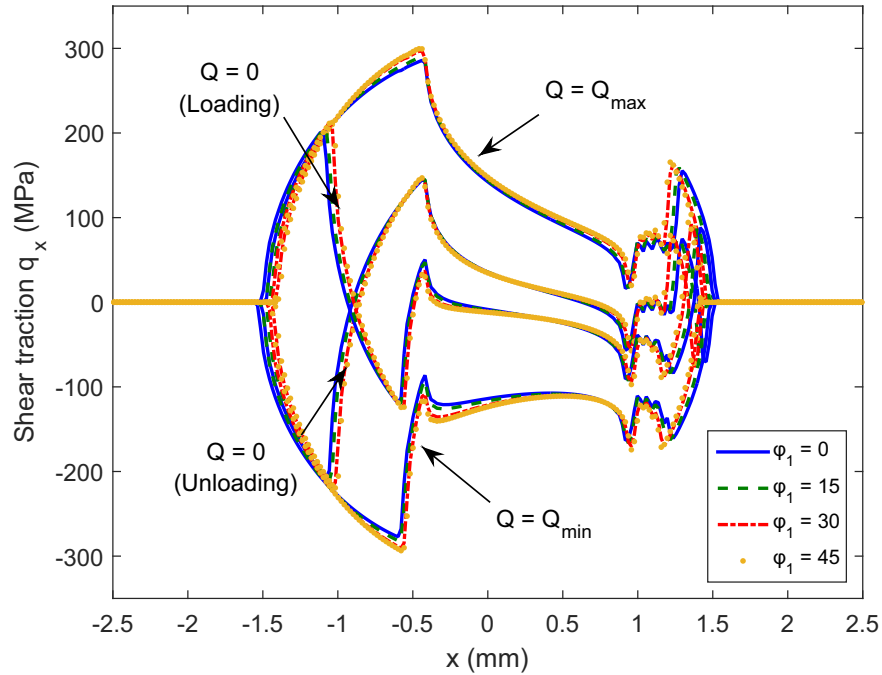 Shear traction q_x (MPa)
300
200
100
0
-100
-200
-300
Q = 0
(Loading)
Q = Q_max
Q = 0
(Unloading)
Q = Q_min
φ_1 = 0
φ_1 = 15
φ_1 = 30
φ_1 = 45
-2.5 -2 -1.5 -1 -0.5 0 0.5 1 1.5 2 2.5
x (mm)